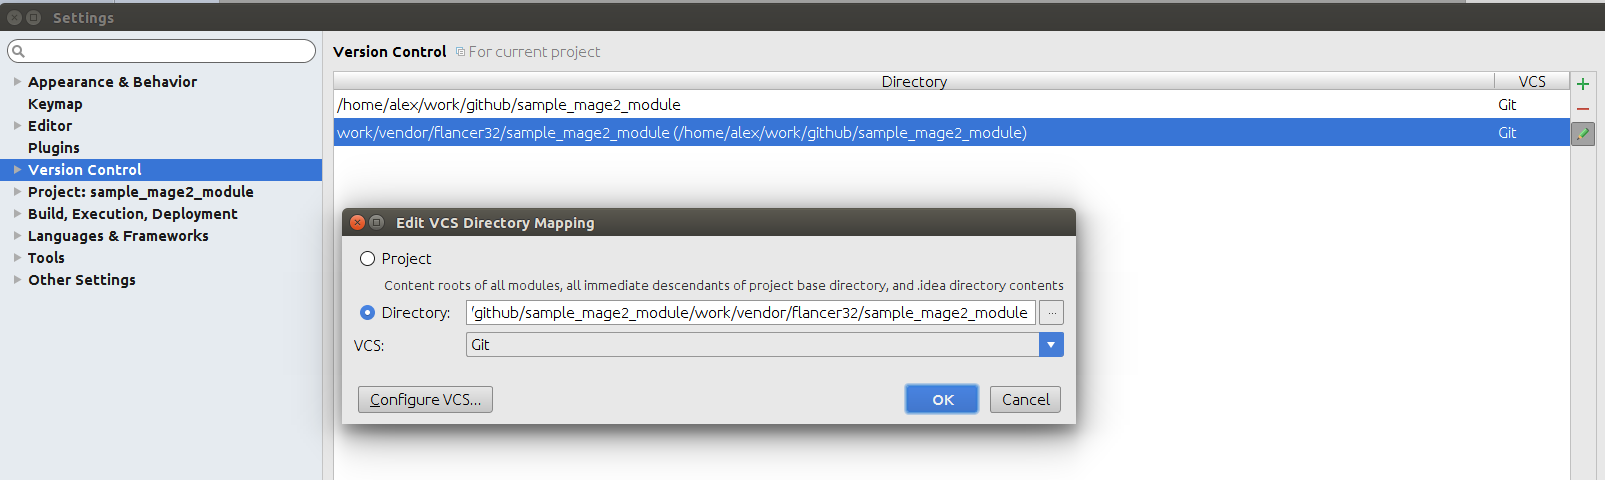 Settings
Version Control For current project
Appearance & Behavior
Keymap
Editor
Plugins
Version Control
Project: sample_mage2_module
Build, Execution, Deployment
Languages & Frameworks
Tools
Other Settings
Directory VCS
/home/alex/work/github/sample_mage2_module Git
work/vendor/flancer32/sample_mage2_module (/home/alex/work/github/sample_mage2_module) Git
Edit VCS Directory Mapping
Project
Content roots of all modules, all immediate descendants of project base directory, and .idea directory contents
Directory: /github/sample_mage2_module/work/vendor/flancer32/sample_mage2_module ...
VCS: Git
Configure VCS... OK Cancel